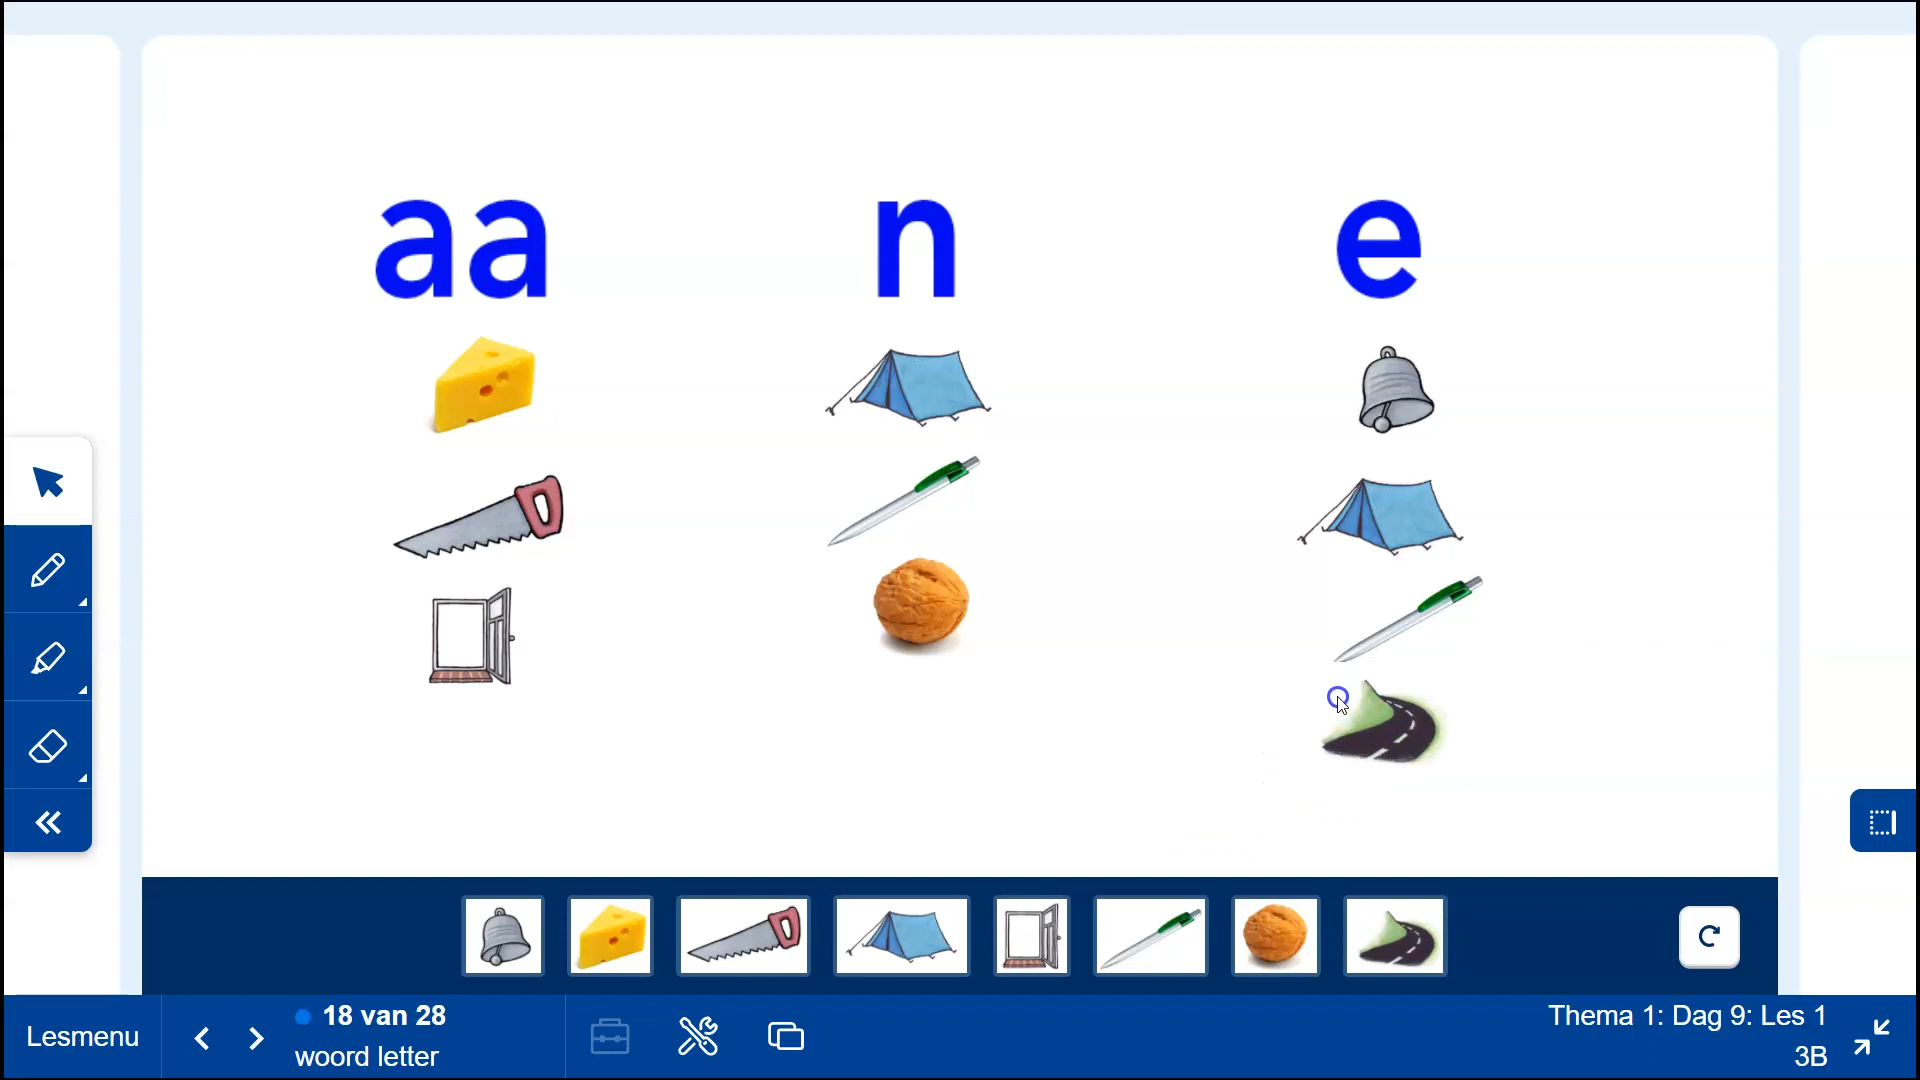 aa n e
Lesmenu
18 van 28
woord letter
Thema 1: Dag 9: Les 1
3B